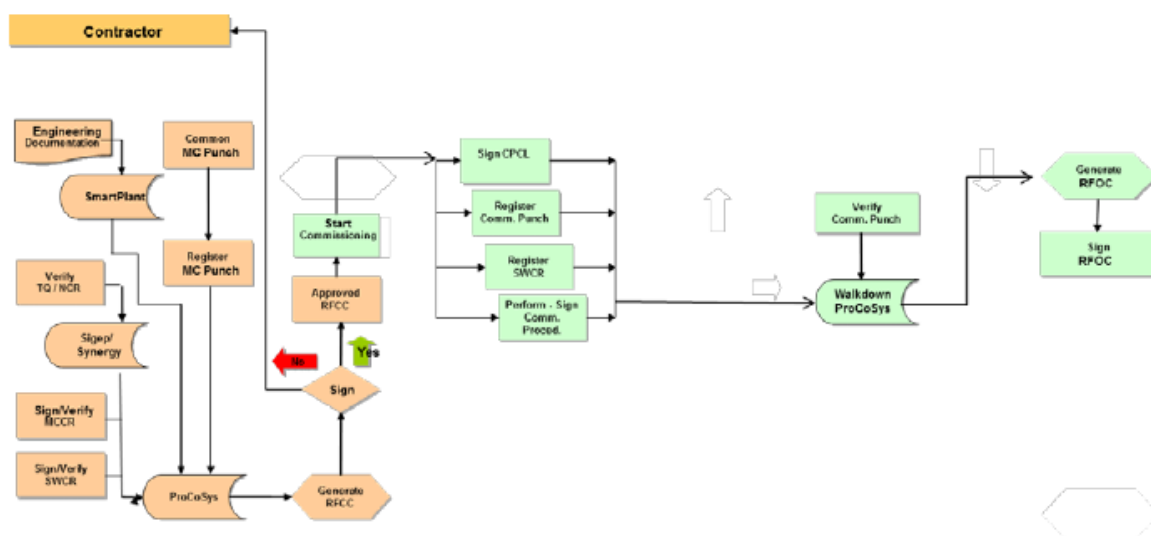 Contractor
Engineering
Documentation
Common
MC Punch
SmartPlant
Register
MC Punch
Verify
TQ / NCR
Sigep/
Synergy
Sign/Verify
MCCR
Sign/Verify
SWCR
ProCoSys
Generate
RFCC
Sign
No
Yes
Approved
RFCC
Start
Commissioning
Sign CPCL
Register
Comm. Punch
Register
SWCR
Perform - Sign
Comm.
Proced.
Verify
Comm. Punch
Walkdown
ProCoSys
Generate
RFOC
Sign
RFOC